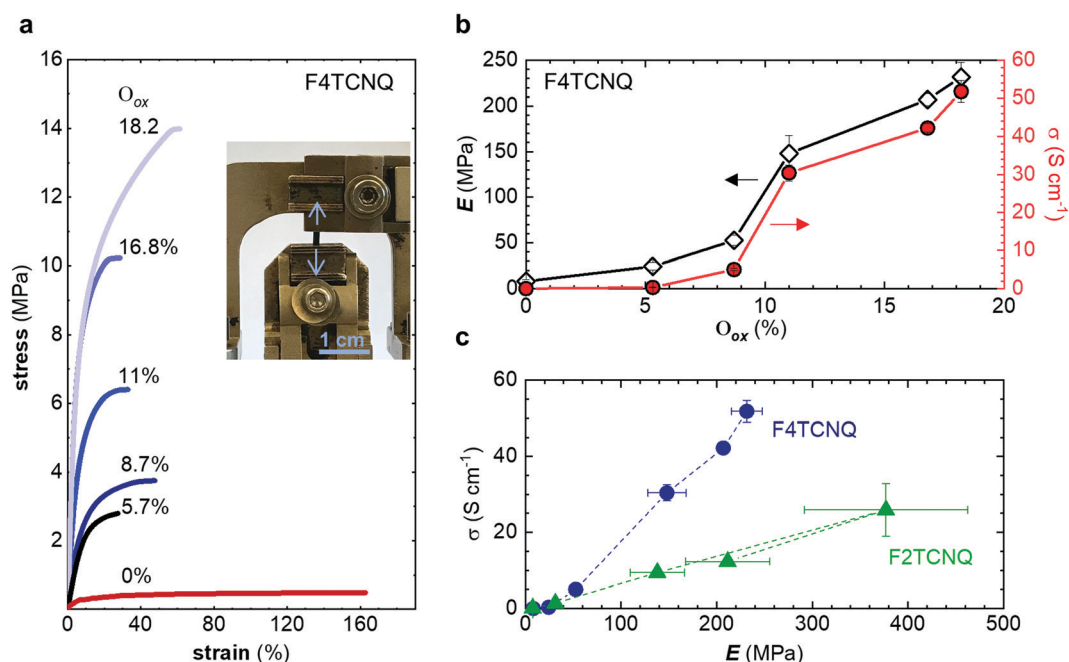 a
F4TCNQ
stress (MPa)
16
14
12
10
8
6
4
2
O_ox
18.2
16.8%
11%
8.7%
5.7%
0%
1 cm
0
40
80
120
160
strain (%)
b
F4TCNQ
E (MPa)
250
200
150
100
50
0
σ (S cm⁻¹)
60
50
40
30
20
10
0
0
5
10
15
20
O_ox (%)
c
σ (S cm⁻¹)
60
40
20
0
F4TCNQ
F2TCNQ
0
100
200
300
400
500
E (MPa)